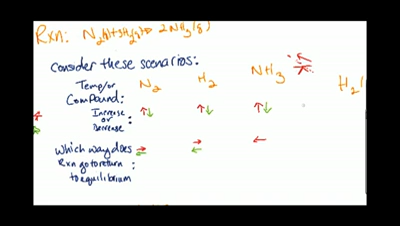 Rxn: N2(g)+3H2(g)→ 2NH3(g)
Consider these scenarios:
Temp/or Compound: N2 H2 NH3 H2(
Increase or Decrease ↑↓ ↑↓ ↑↓
Which way does → → ←
Rxn go to return : ← ←
to equilibrium